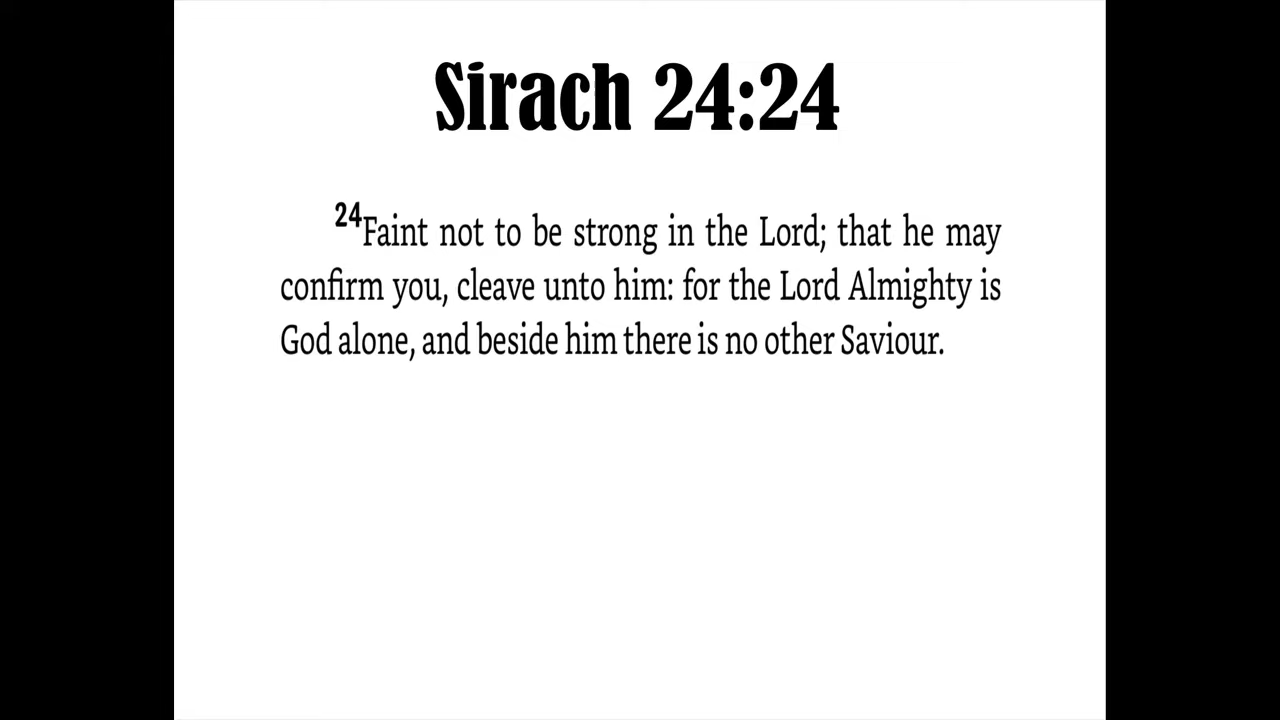 Sirach 24:24
24Faint not to be strong in the Lord; that he may
confirm you, cleave unto him: for the Lord Almighty is
God alone, and beside him there is no other Saviour.